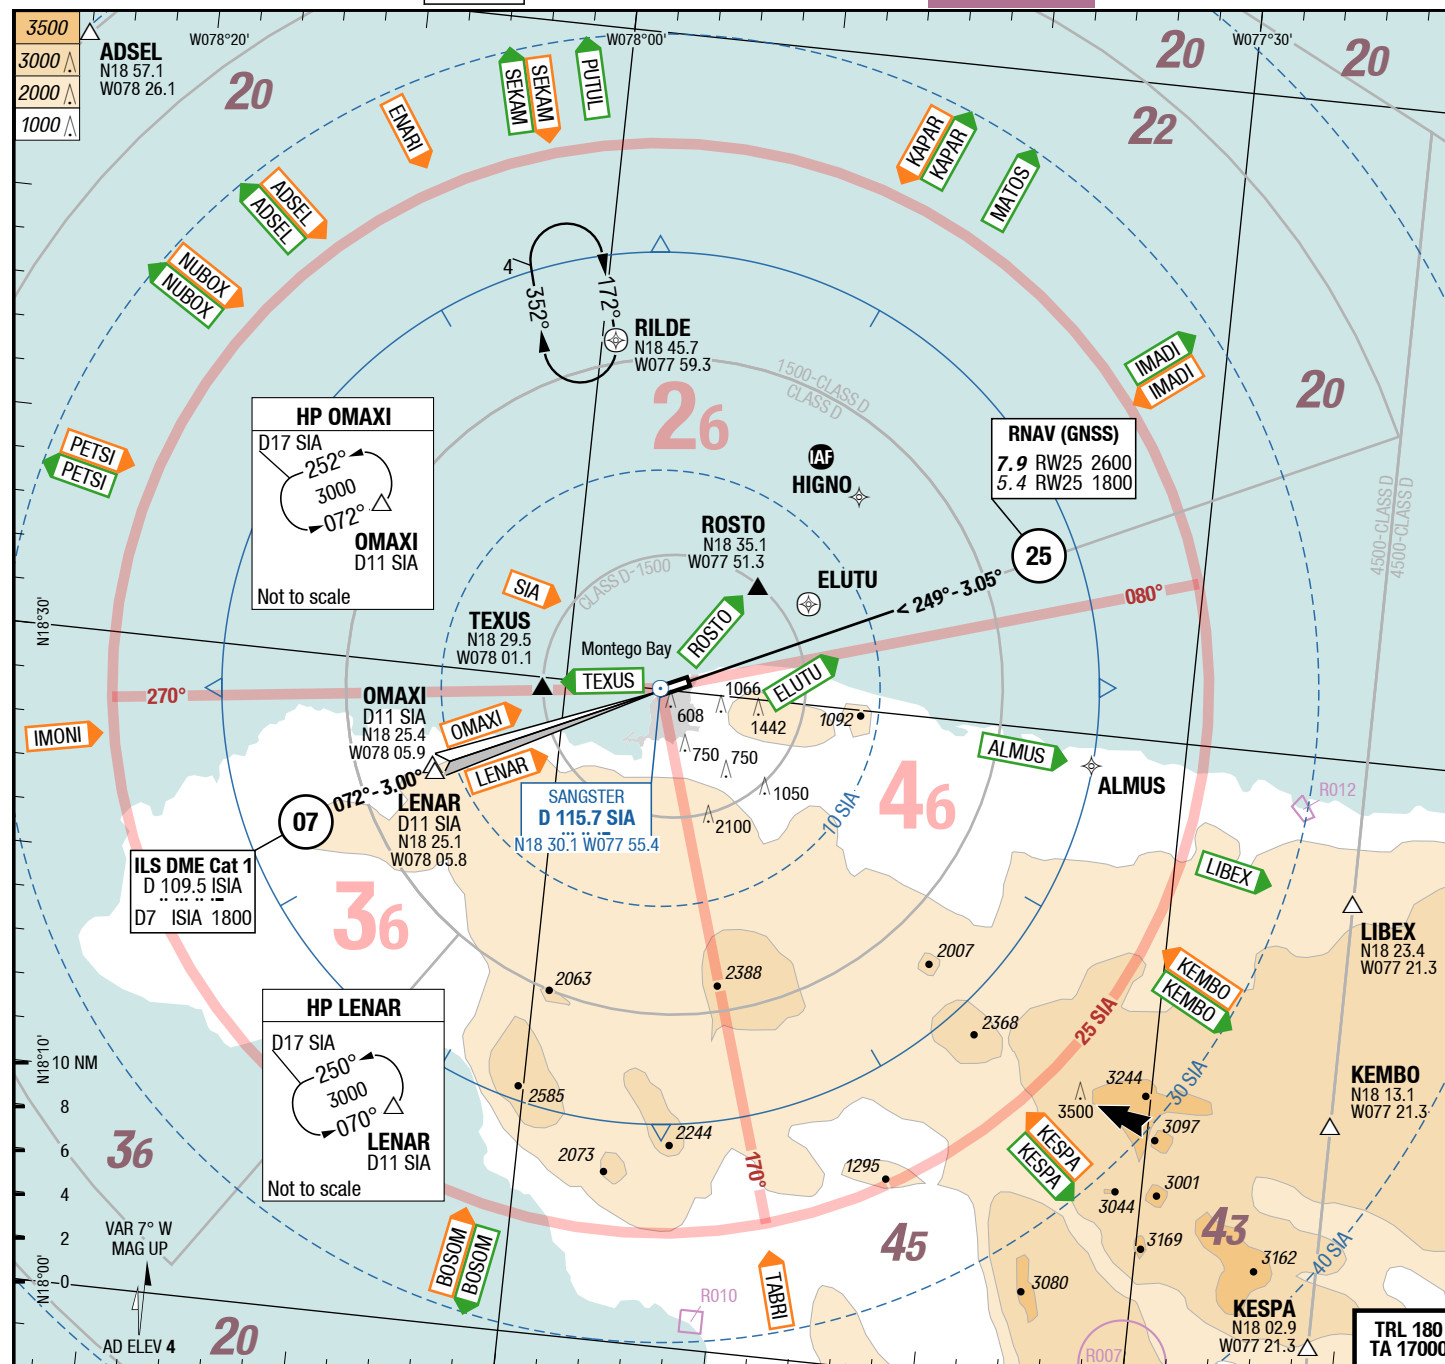 3500
3000
2000
1000
ADSEL
N18 57.1
W078 26.1
W078°20'
W078°00'
W077°30'
20
20
20
22
ENARI
SEKAM
SEKAM
PUTUL
KAPAR
KAPAR
MATOS
ADSEL
ADSEL
NUBOX
NUBOX
4
352°
172°
RILDE
N18 45.7
W077 59.3
1500-CLASS D
CLASS D
IMADI
IMADI
20
26
HP OMAXI
D17 SIA
252°
3000
072°
OMAXI
D11 SIA
Not to scale
PETSI
PETSI
RNAV (GNSS)
7.9 RW25 2600
5.4 RW25 1800
25
IAF
HIGNO
ROSTO
N18 35.1
W077 51.3
ELUTU
< 249°- 3.05°
080°
4500-CLASS D
4500-CLASS D
CLASS D-1500
SIA
TEXUS
N18 29.5
W078 01.1
Montego Bay
ROSTO
TEXUS
ELUTU
N18°30'
270°
OMAXI
D11 SIA
N18 25.4
W078 05.9
OMAXI
LENAR
IMONI
072°- 3.00°
07
LENAR
D11 SIA
N18 25.1
W078 05.8
608
1066
1442
1092
750
750
1050
2100
SANGSTER
D 115.7 SIA
N18 30.1 W077 55.4
10 SIA
46
ALMUS
ALMUS
R012
ILS DME Cat 1
D 109.5 ISIA
D7 ISIA 1800
36
LIBEX
LIBEX
N18 23.4
W077 21.3
2063
2388
2007
2368
KEMBO
KEMBO
25 SIA
30 SIA
HP LENAR
D17 SIA
250°
3000
070°
LENAR
D11 SIA
Not to scale
N18°10'
10 NM
8
6
4
2
0
N18°00'
2585
2073
2244
170°
1295
3244
3500
3097
3001
3044
3169
3162
3080
KEMBO
N18 13.1
W077 21.3
KESPA
KESPA
36
45
43
40 SIA
VAR 7° W
MAG UP
AD ELEV 4
20
BOSOM
BOSOM
TABRI
R010
R007
KESPA
N18 02.9
W077 21.3
TRL 180
TA 17000